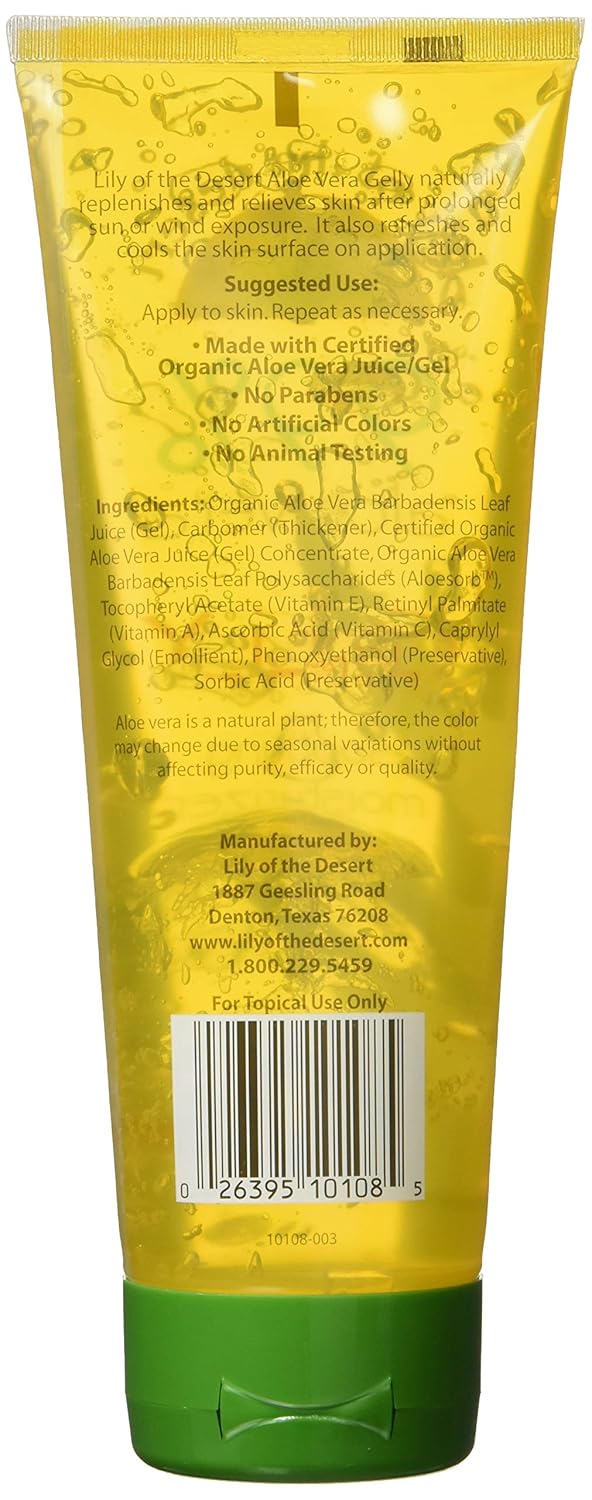 Lily of the Desert Aloe Vera Gelly naturally
replenishes and relieves skin after prolonged
sun or wind exposure. It also refreshes and
cools the skin surface on application.
Suggested Use:
Apply to skin. Repeat as necessary.
• Made with Certified
Organic Aloe Vera Juice/Gel
• No Parabens
• No Artificial Colors
• No Animal Testing
Ingredients: Organic Aloe Vera Barbadensis Leaf
Juice (Gel), Carbomer (Thickener), Certified Organic
Aloe Vera Juice (Gel) Concentrate, Organic Aloe Vera
Barbadensis Leaf Polysaccharides (Aloesorb™),
Tocopheryl Acetate (Vitamin E), Retinyl Palmitate
(Vitamin A), Ascorbic Acid (Vitamin C), Caprylyl
Glycol (Emollient), Phenoxyethanol (Preservative),
Sorbic Acid (Preservative)
Aloe vera is a natural plant; therefore, the color
may change due to seasonal variations without
affecting purity, efficacy or quality.
Manufactured by:
Lily of the Desert
1887 Geesling Road
Denton, Texas 76208
www.lilyofthedesert.com
1.800.229.5459
For Topical Use Only
0 26395 10108 5
10108-003